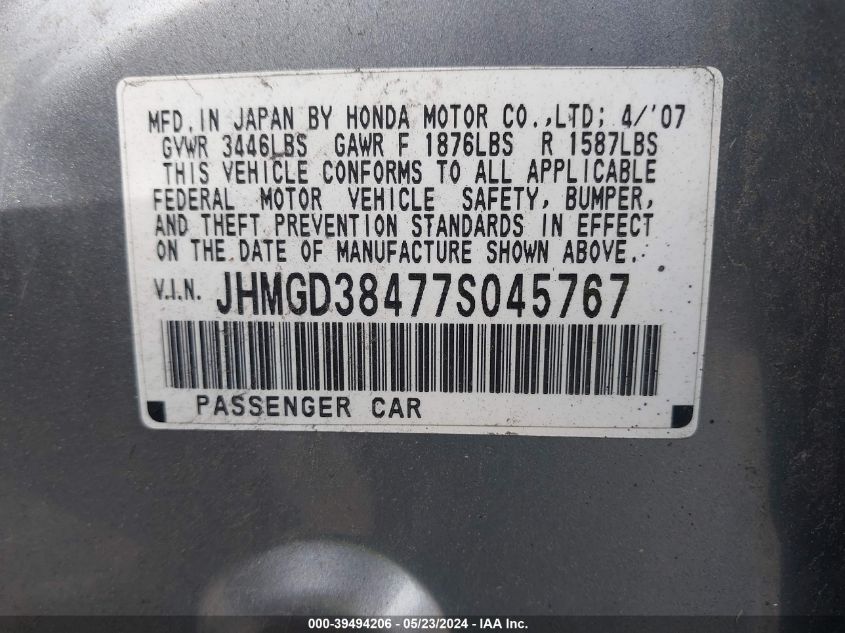 MFD. IN JAPAN BY HONDA MOTOR CO.,LTD; 4/'07
GVWR 3446LBS GAWR F 1876LBS R 1587LBS
THIS VEHICLE CONFORMS TO ALL APPLICABLE
FEDERAL MOTOR VEHICLE SAFETY, BUMPER,
AND THEFT PREVENTION STANDARDS IN EFFECT
ON THE DATE OF MANUFACTURE SHOWN ABOVE.
V.I.N. JHMGD38477S045767
PASSENGER CAR
000-39494206 - 05/23/2024 - IAA Inc.